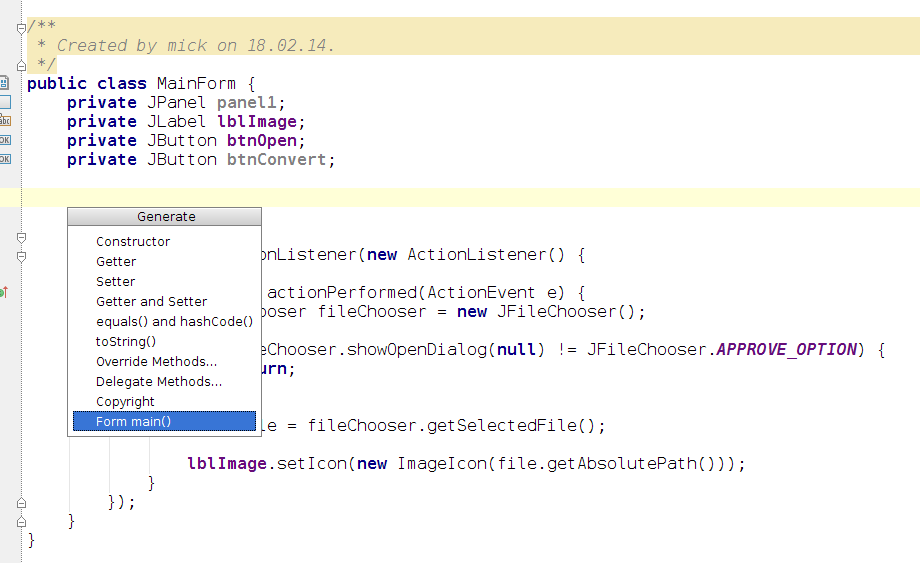 /**
* Created by mick on 18.02.14.
*/
public class MainForm {
private JPanel panel1;
private JLabel lblImage;
private JButton btnOpen;
private JButton btnConvert;
Generate
Constructor
Getter
Setter
Getter and Setter
equals() and hashCode()
toString()
Override Methods...
Delegate Methods...
Copyright
Form main()
onListener(new ActionListener() {
actionPerformed(ActionEvent e) {
ooser fileChooser = new JFileChooser();
eChooser.showOpenDialog(null) != JFileChooser.APPROVE_OPTION) {
urn;
le = fileChooser.getSelectedFile();
lblImage.setIcon(new ImageIcon(file.getAbsolutePath()));
}
});
}
}